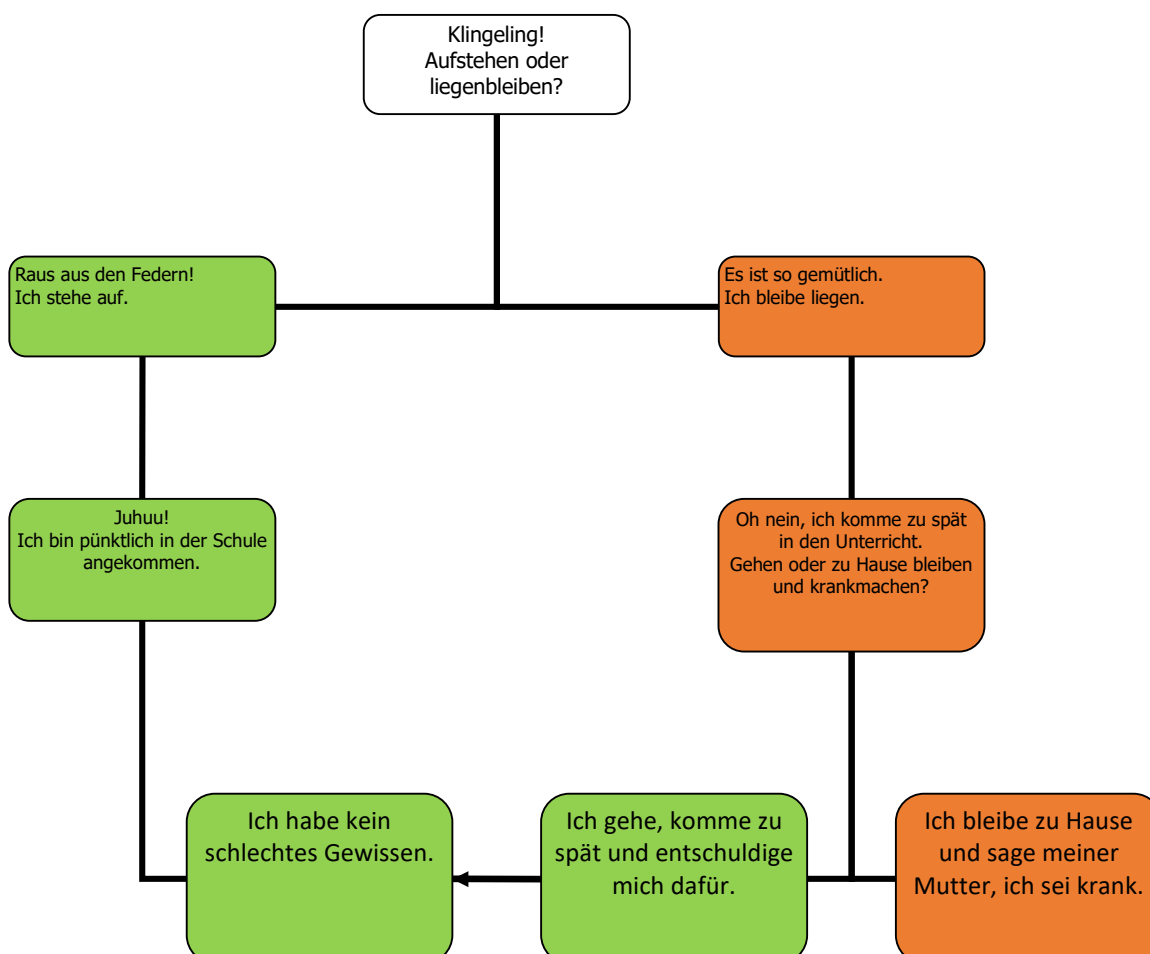 Klingeling!
Aufstehen oder
liegenbleiben?
Raus aus den Federn!
Ich stehe auf.
Es ist so gemütlich.
Ich bleibe liegen.
Juhuu!
Ich bin pünktlich in der Schule
angekommen.
Oh nein, ich komme zu spät
in den Unterricht.
Gehen oder zu Hause bleiben
und krankmachen?
Ich habe kein
schlechtes Gewissen.
Ich gehe, komme zu
spät und entschuldige
mich dafür.
Ich bleibe zu Hause
und sage meiner
Mutter, ich sei krank.